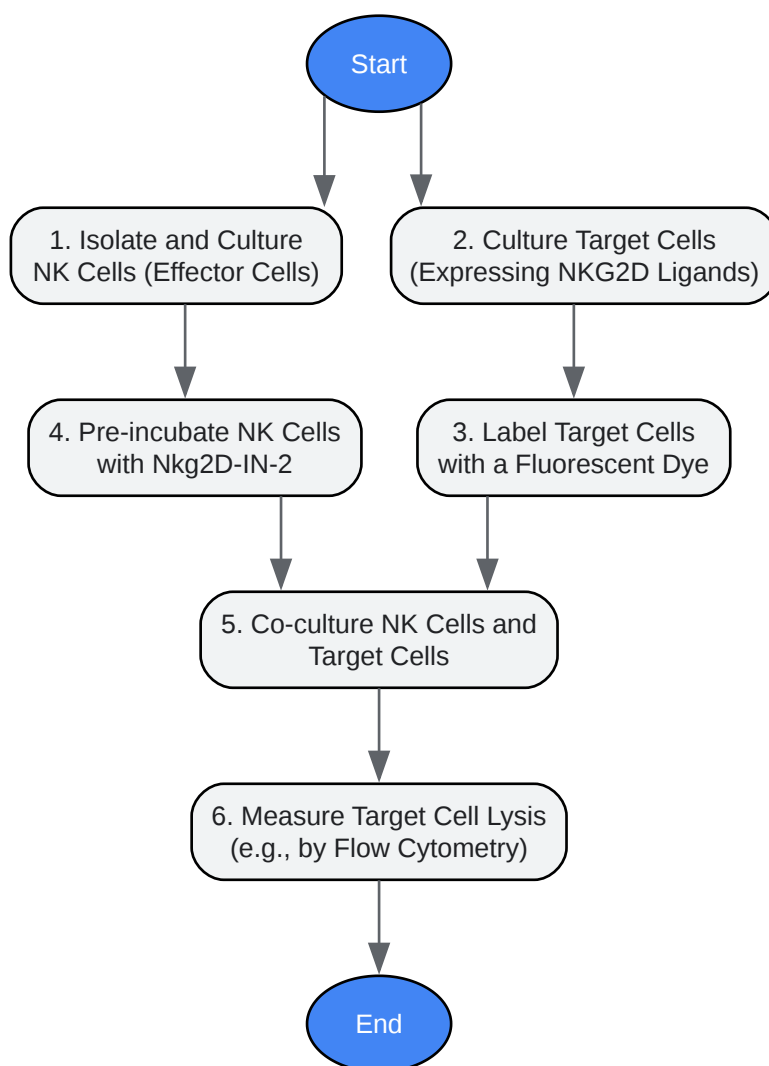 Start
1. Isolate and Culture
NK Cells (Effector Cells)
2. Culture Target Cells
(Expressing NKG2D Ligands)
4. Pre-incubate NK Cells
with Nkg2D-IN-2
3. Label Target Cells
with a Fluorescent Dye
5. Co-culture NK Cells and
Target Cells
6. Measure Target Cell Lysis
(e.g., by Flow Cytometry)
End